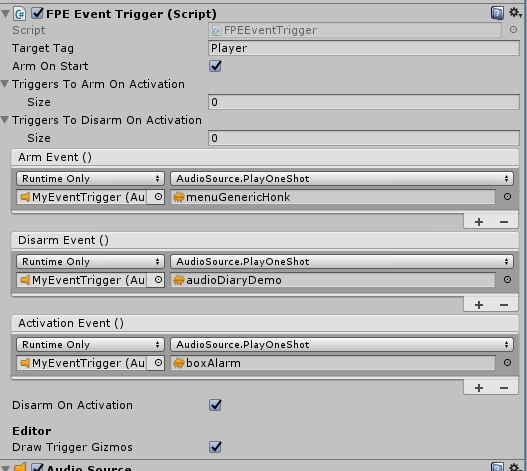 FPE Event Trigger (Script)
Script FPEEventTrigger
Target Tag Player
Arm On Start
Triggers To Arm On Activation
Size 0
Triggers To Disarm On Activation
Size 0
Arm Event ()
Runtime Only AudioSource.PlayOneShot
MyEventTrigger (Au menuGenericHonk
+ −
Disarm Event ()
Runtime Only AudioSource.PlayOneShot
MyEventTrigger (Au audioDiaryDemo
+ −
Activation Event ()
Runtime Only AudioSource.PlayOneShot
MyEventTrigger (Au boxAlarm
+ −
Disarm On Activation
Editor
Draw Trigger Gizmos
Audio Source